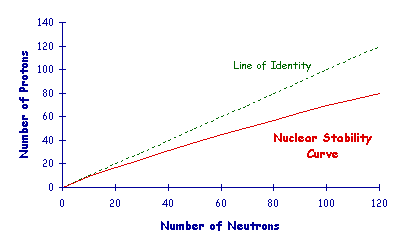 140
120
100
80
60
40
20
0
Number of Protons
Line of Identity
Nuclear Stability
Curve
0 20 40 60 80 100 120
Number of Neutrons